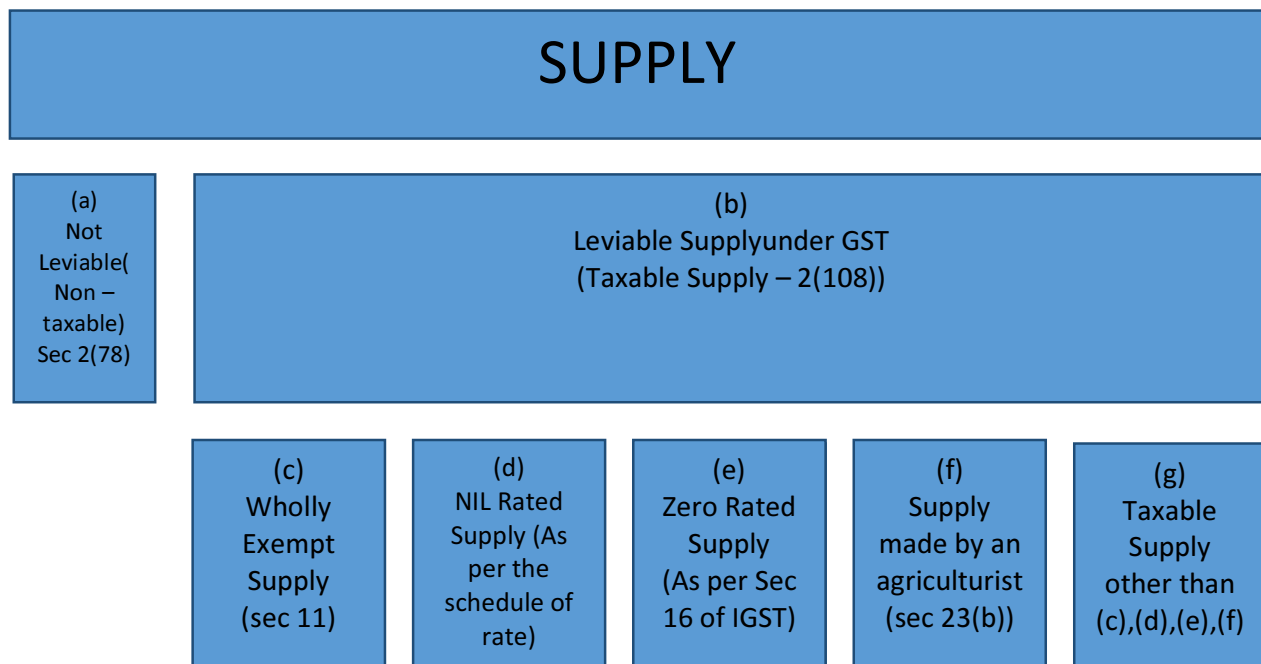 SUPPLY
(a)
Not
Leviable(
Non –
taxable)
Sec 2(78)
(b)
Leviable Supplyunder GST
(Taxable Supply – 2(108))
(c)
Wholly
Exempt
Supply
(sec 11)
(d)
NIL Rated
Supply (As
per the
schedule of
rate)
(e)
Zero Rated
Supply
(As per Sec
16 of IGST)
(f)
Supply
made by an
agriculturist
(sec 23(b))
(g)
Taxable
Supply
other than
(c),(d),(e),(f)